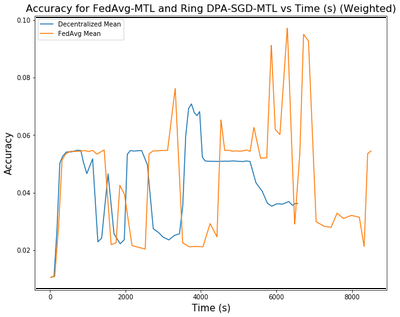 Accuracy for FedAvg-MTL and Ring DPA-SGD-MTL vs Time (s) (Weighted)
Decentralized Mean
FedAvg Mean
0.10
0.08
0.06
0.04
0.02
Accuracy
0
2000
4000
6000
8000
Time (s)